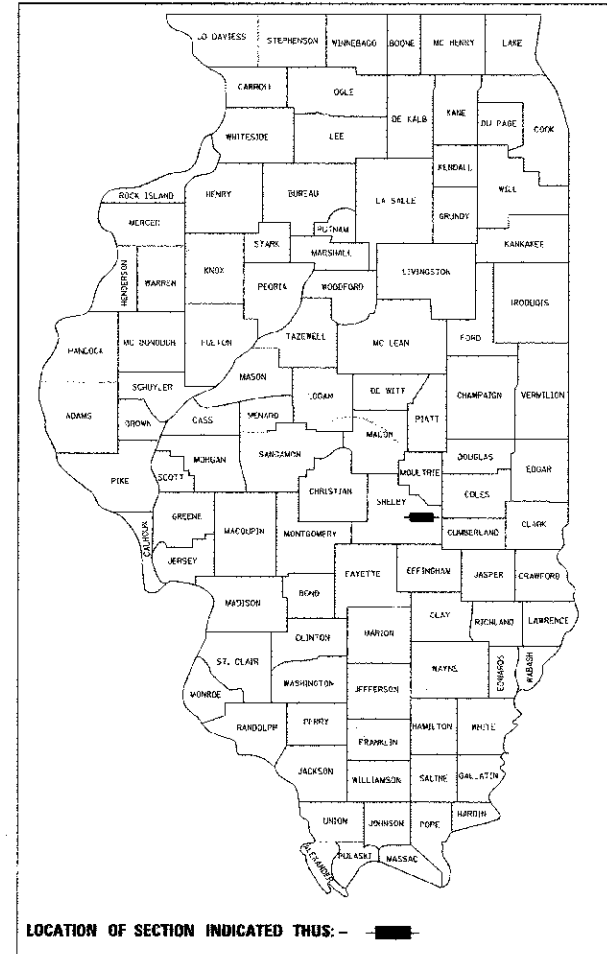 JO DAVIESS STEPHENSON WINNEBAGO BOONE MC HENRY LAKE
CARROLL OGLE DE KALB KANE DU PAGE COOK
WHITESIDE LEE KENDALL WILL
ROCK ISLAND HENRY BUREAU LA SALLE GRUNDY
MERCER PUTNAM KANKAKEE
HENDERSON WARREN KNOX STARK MARSHALL LIVINGSTON
PEORIA WOODFORD IROQUOIS
HANCOCK MC DONOUGH FULTON TAZEWELL MC LEAN FORD
SCHUYLER MASON LOGAN DE WITT CHAMPAIGN VERMILION
ADAMS BROWN CASS MENARD MACON PIATT
PIKE SCOTT MORGAN SANGAMON CHRISTIAN MOULTRIE DOUGLAS EDGAR
SHELBY COLES
CALHOUN GREENE MACOUPIN MONTGOMERY CUMBERLAND CLARK
JERSEY FAYETTE EFFINGHAM JASPER CRAWFORD
MADISON BOND CLAY RICHLAND LAWRENCE
CLINTON MARION
ST. CLAIR WAYNE EDWARDS WABASH
MONROE WASHINGTON JEFFERSON
RANDOLPH PERRY HAMILTON WHITE
FRANKLIN
JACKSON WILLIAMSON SALINE GALLATIN
UNION JOHNSON POPE HARDIN
ALEXANDER PULASKI MASSAC
LOCATION OF SECTION INDICATED THUS: -